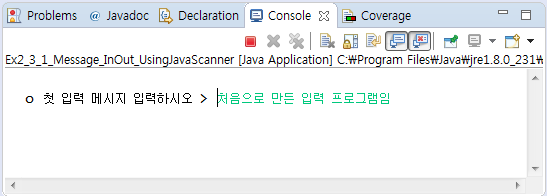 Problems @ Javadoc Declaration Console Coverage
Ex2_3_1_Message_InOut_UsingJavaScanner [Java Application] C:₩Program Files₩Java₩jre1.8.0_231₩
o 첫 입력 메시지 입력하시오 > 처음으로 만든 입력 프로그램임